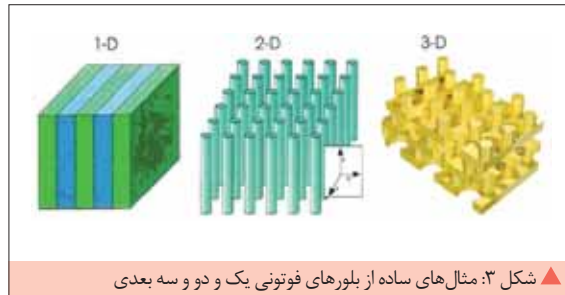 1-D 2-D 3-D
شکل ۳: مثال‌های ساده از بلورهای فوتونی یک و دو و سه بعدی